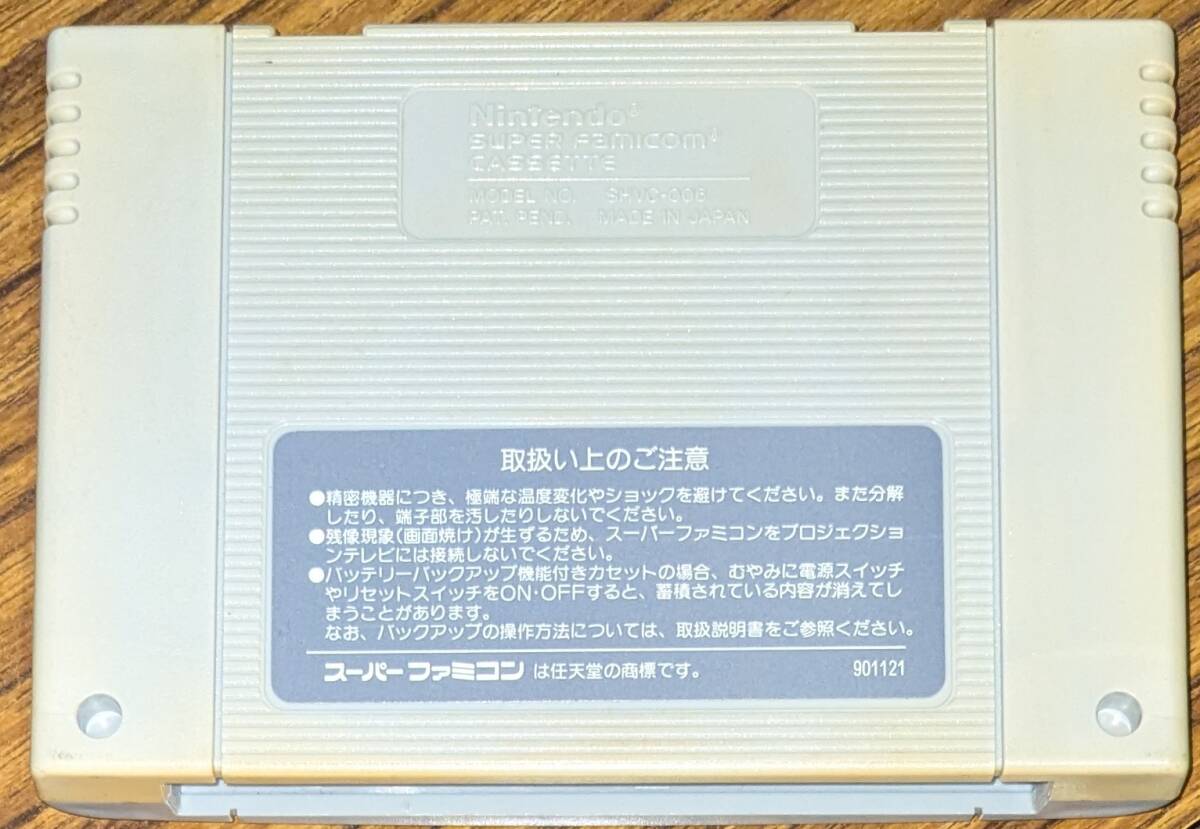 Nintendo®
SUPER Famicom®
CASSETTE
MODEL NO. SHVC-006
PAT. PEND. MADE IN JAPAN
取扱い上のご注意
●精密機器につき、極端な温度変化やショックを避けてください。また分解
したり、端子部を汚したりしないでください。
●残像現象(画面焼け)が生ずるため、スーパーファミコンをプロジェクショ
ンテレビには接続しないでください。
●バッテリーバックアップ機能付きカセットの場合、むやみに電源スイッチ
やリセットスイッチをON・OFFすると、蓄積されている内容が消えてし
まうことがあります。
なお、バックアップの操作方法については、取扱説明書をご参照ください。
スーパーファミコン は任天堂の商標です。 901121